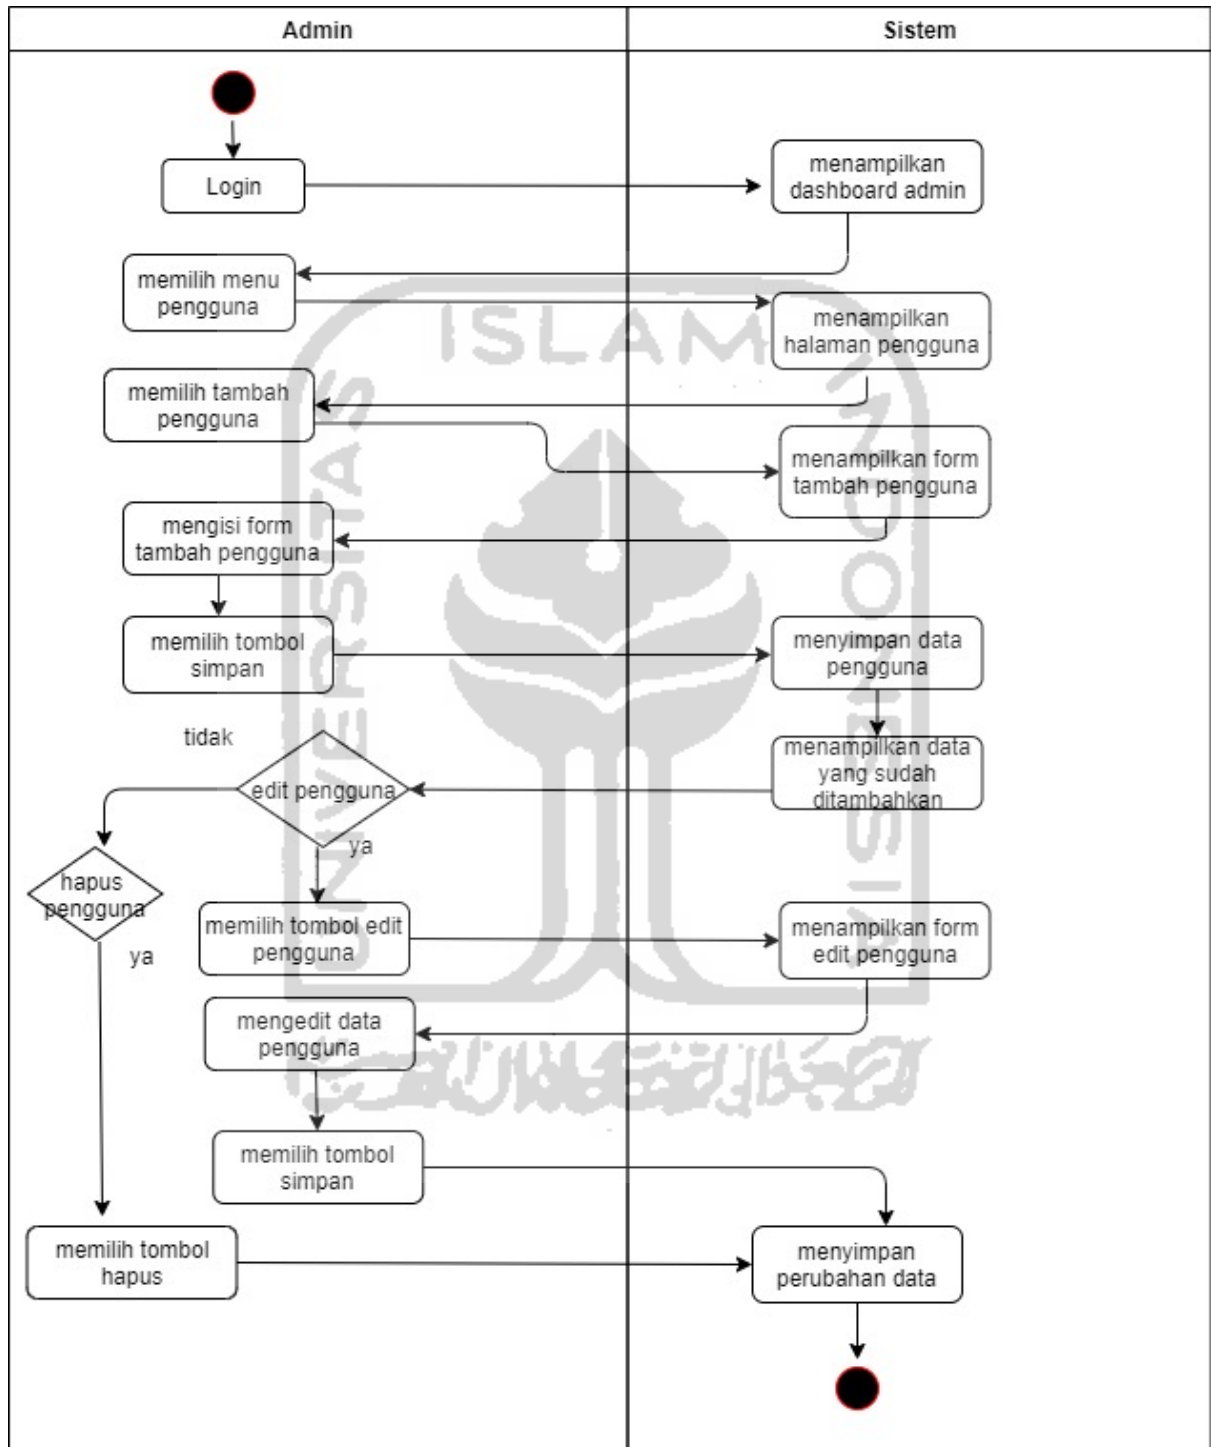 Admin
Sistem
Login
menampilkan
dashboard admin
memilih menu
pengguna
menampilkan
halaman pengguna
memilih tambah
pengguna
menampilkan form
tambah pengguna
mengisi form
tambah pengguna
memilih tombol
simpan
menyimpan data
pengguna
menampilkan data
yang sudah
ditambahkan
tidak
edit pengguna
ya
hapus
pengguna
ya
memilih tombol edit
pengguna
menampilkan form
edit pengguna
mengedit data
pengguna
memilih tombol
simpan
memilih tombol
hapus
menyimpan
perubahan data
UNIVERSITAS
ISLAM
INDONESIA